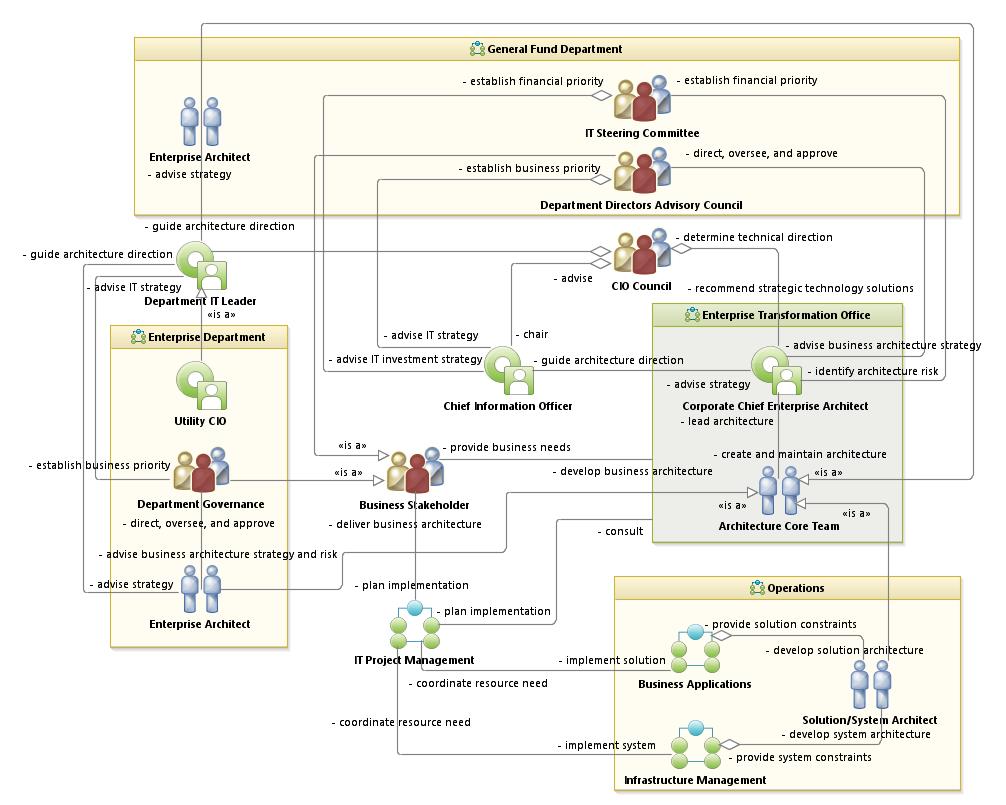 General Fund Department
- establish financial priority
- establish financial priority
IT Steering Committee
Enterprise Architect
- advise strategy
- direct, oversee, and approve
- establish business priority
Department Directors Advisory Council
- guide architecture direction
- determine technical direction
- guide architecture direction
- advise IT strategy
- advise
CIO Council
- recommend strategic technology solutions
Department IT Leader
«is a»
Enterprise Transformation Office
Enterprise Department
- advise IT strategy
- chair
- advise business architecture strategy
- advise IT investment strategy
- guide architecture direction
- identify architecture risk
- advise strategy
Utility CIO
Chief Information Officer
Corporate Chief Enterprise Architect
- lead architecture
«is a»
- provide business needs
- create and maintain architecture
- establish business priority
«is a»
- develop business architecture
«is a»
Department Governance
Business Stakeholder
«is a»
«is a»
- direct, oversee, and approve
- deliver business architecture
Architecture Core Team
- consult
- advise business architecture strategy and risk
- advise strategy
- plan implementation
Enterprise Architect
- plan implementation
Operations
- provide solution constraints
- develop solution architecture
IT Project Management
- implement solution
- coordinate resource need
Business Applications
- coordinate resource need
Solution/System Architect
- develop system architecture
- implement system
- provide system constraints
Infrastructure Management